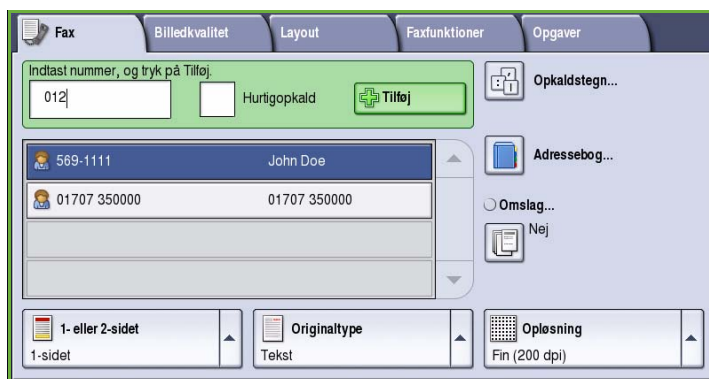 Fax Billedkvalitet Layout Faxfunktioner Opgaver
Indtast nummer, og tryk på Tilføj.
012 Hurtigopkald Tilføj
Opkaldstegn...
569-1111 John Doe
Adressebog...
01707 350000 01707 350000
Omslag...
Nej
1- eller 2-sidet
1-sidet
Originaltype
Tekst
Opløsning
Fin (200 dpi)